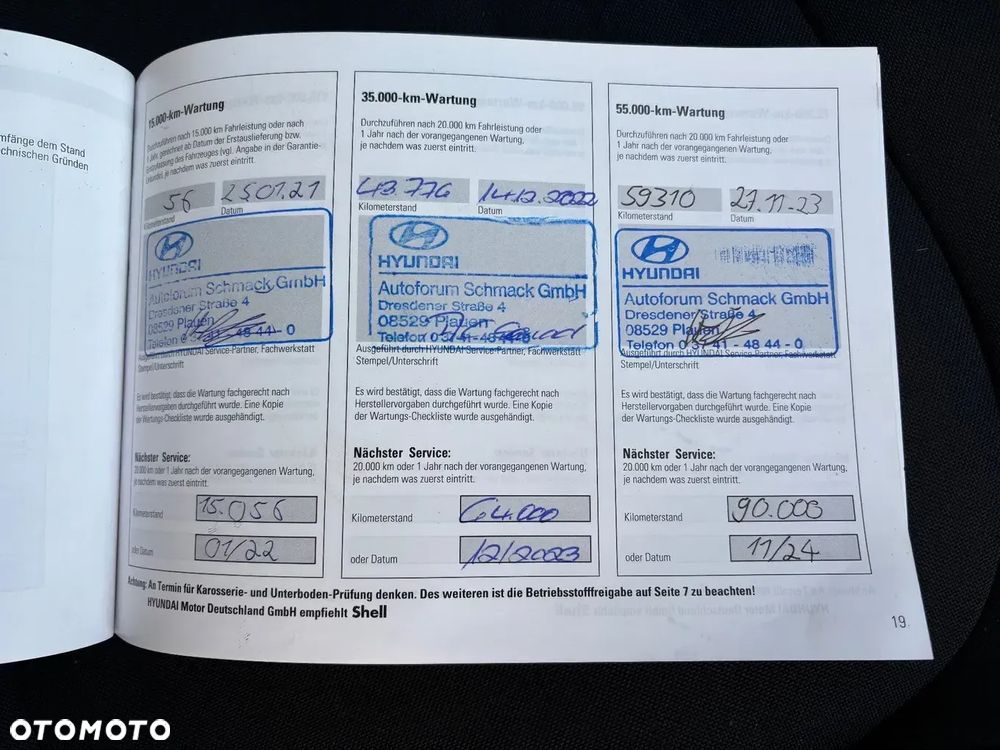 mfänge dem Stand
chnischen Gründen
15.000-km-Wartung
Durchzuführen nach 15.000 km Fahrleistung oder nach
1 Jahr, gerechnet ab Datum der Erstauslieferung bzw.
Erstzulassung des Fahrzeuges (vgl. Angabe in der Garantie-
Urkunde), je nachdem was zuerst eintritt.
56 25.01.21
Kilometerstand Datum
HYUNDAI
Autoforum Schmack GmbH
Dresdener Straße 4
08529 Plauen
Telefon 0 44 - 0
Ausgeführt durch HYUNDAI Service-Partner, Fachwerkstatt
Stempel/Unterschrift
Es wird bestätigt, dass die Wartung fachgerecht nach
Herstellervorgaben durchgeführt wurde. Eine Kopie
der Wartungs-Checkliste wurde ausgehändigt.
Nächster Service:
20.000 km oder 1 Jahr nach der vorangegangenen Wartung,
je nachdem was zuerst eintritt.
Kilometerstand 15.056
oder Datum 01/22
35.000-km-Wartung
Durchzuführen nach 20.000 km Fahrleistung oder
1 Jahr nach der vorangegangenen Wartung,
je nachdem was zuerst eintritt.
43.776 14.12.2022
Kilometerstand Datum
HYUNDAI
Autoforum Schmack GmbH
Dresdener Straße 4
08529 Plauen
Telefon 0 3741 - 48 44 - 0
Ausgeführt durch HYUNDAI Service-Partner, Fachwerkstatt
Stempel/Unterschrift
Es wird bestätigt, dass die Wartung fachgerecht nach
Herstellervorgaben durchgeführt wurde. Eine Kopie
der Wartungs-Checkliste wurde ausgehändigt.
Nächster Service:
20.000 km oder 1 Jahr nach der vorangegangenen Wartung,
je nachdem was zuerst eintritt.
Kilometerstand 64.000
oder Datum 12/2023
55.000-km-Wartung
Durchzuführen nach 20.000 km Fahrleistung oder
1 Jahr nach der vorangegangenen Wartung,
je nachdem was zuerst eintritt.
59310 27.11-23
Kilometerstand Datum
HYUNDAI
Autoforum Schmack GmbH
Dresdener Straße 4
08529 Plauen
Telefon 0 37 41 - 48 44 - 0
Ausgeführt durch HYUNDAI Service-Partner, Fachwerkstatt
Stempel/Unterschrift
Es wird bestätigt, dass die Wartung fachgerecht nach
Herstellervorgaben durchgeführt wurde. Eine Kopie
der Wartungs-Checkliste wurde ausgehändigt.
Nächster Service:
20.000 km oder 1 Jahr nach der vorangegangenen Wartung,
je nachdem was zuerst eintritt.
Kilometerstand 90.000
oder Datum 11/24
Achtung: An Termin für Karosserie- und Unterboden-Prüfung denken. Des weiteren ist die Betriebsstofffreigabe auf Seite 7 zu beachten!
HYUNDAI Motor Deutschland GmbH empfiehlt Shell
19
OTOMOTO